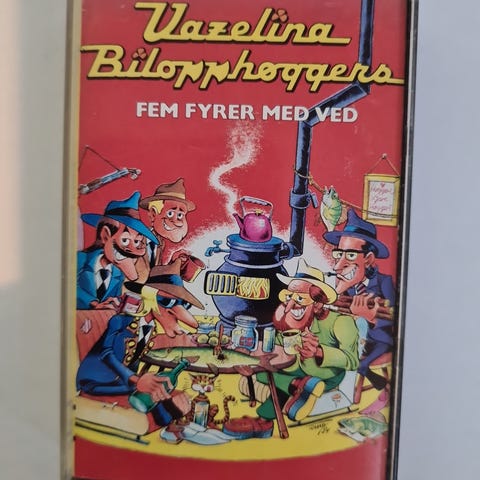 Vazelina
Bilopphøggers
FEM FYRER MED VED